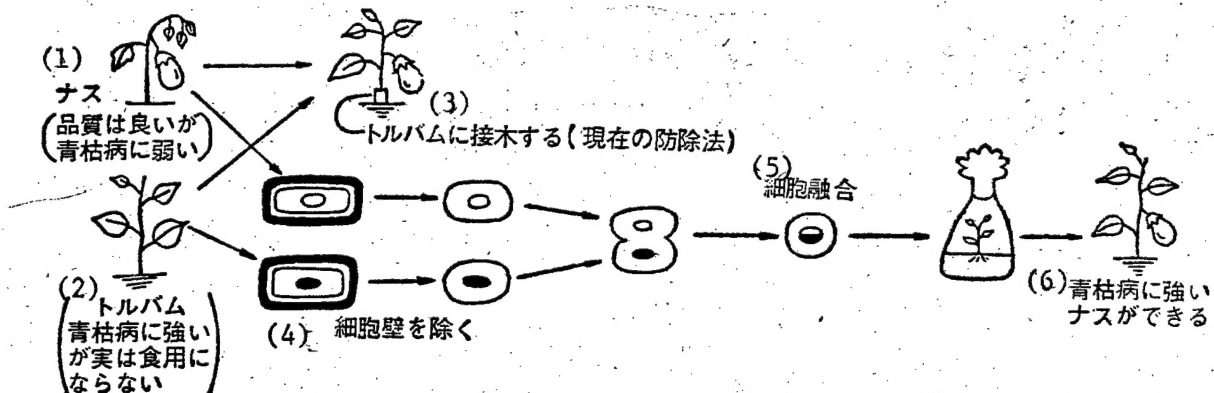 (1)
ナス
(品質は良いが
青枯病に弱い)
(2)
トルバム
(青枯病に強い
が実は食用に
ならない)
(3)
トルバムに接木する(現在の防除法)
(4) 細胞壁を除く
(5)
細胞融合
(6)青枯病に強い
ナスができる